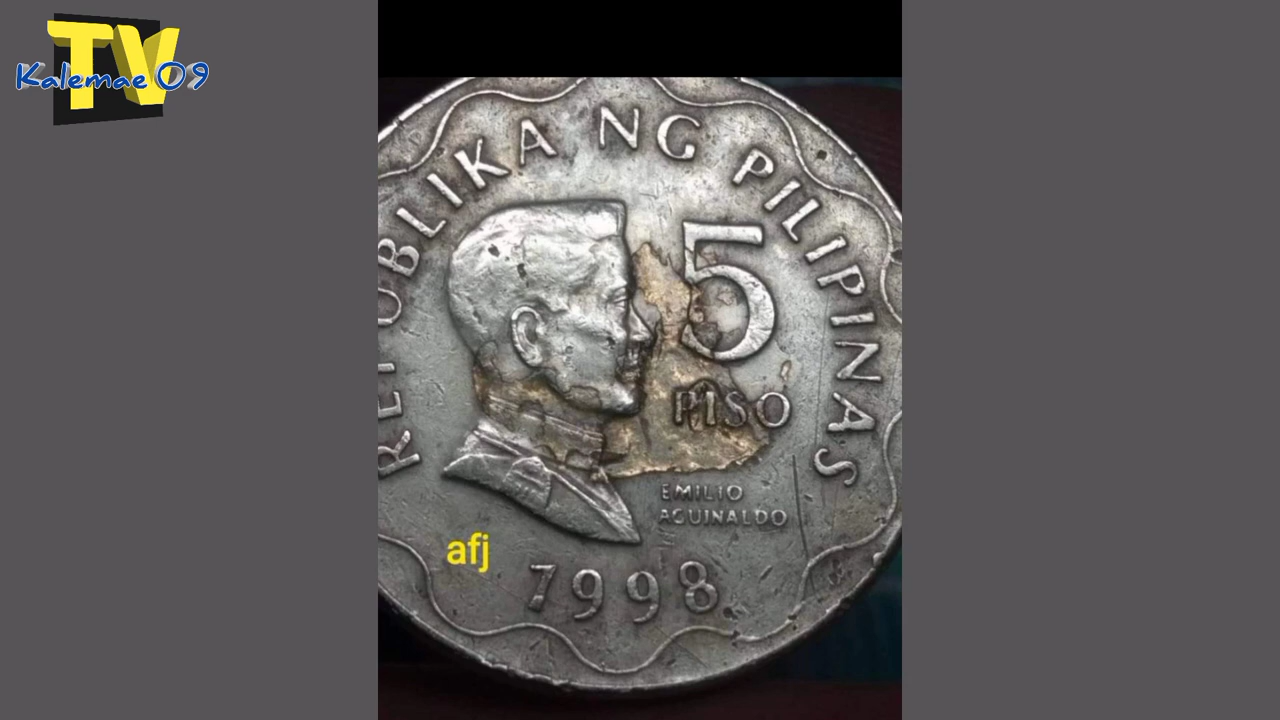 TV
Kalemae 09
REPUBLIKA NG PILIPINAS
5
PISO
EMILIO
AGUINALDO
afj
1998